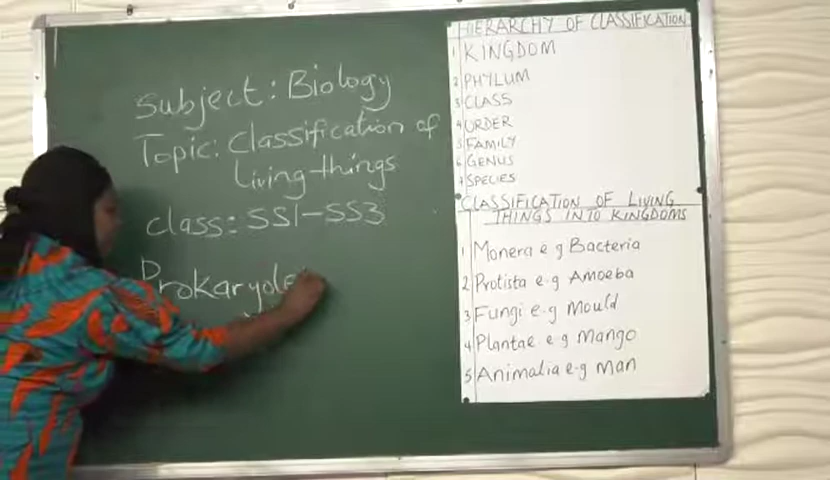 Subject: Biology
Topic: Classification of
Living-things
class: SS1-SS3
HIERARCHY OF CLASSIFICATION
1 KINGDOM
2 PHYLUM
3 CLASS
4 ORDER
5 FAMILY
6 GENUS
7 SPECIES
CLASSIFICATION OF LIVING
THINGS INTO KINGDOMS
1 Monera e g Bacteria
2 Protista e.g Amoeba
3 Fungi e.g Mould
4 Plantae e g Mango
5 Animalia e-g man